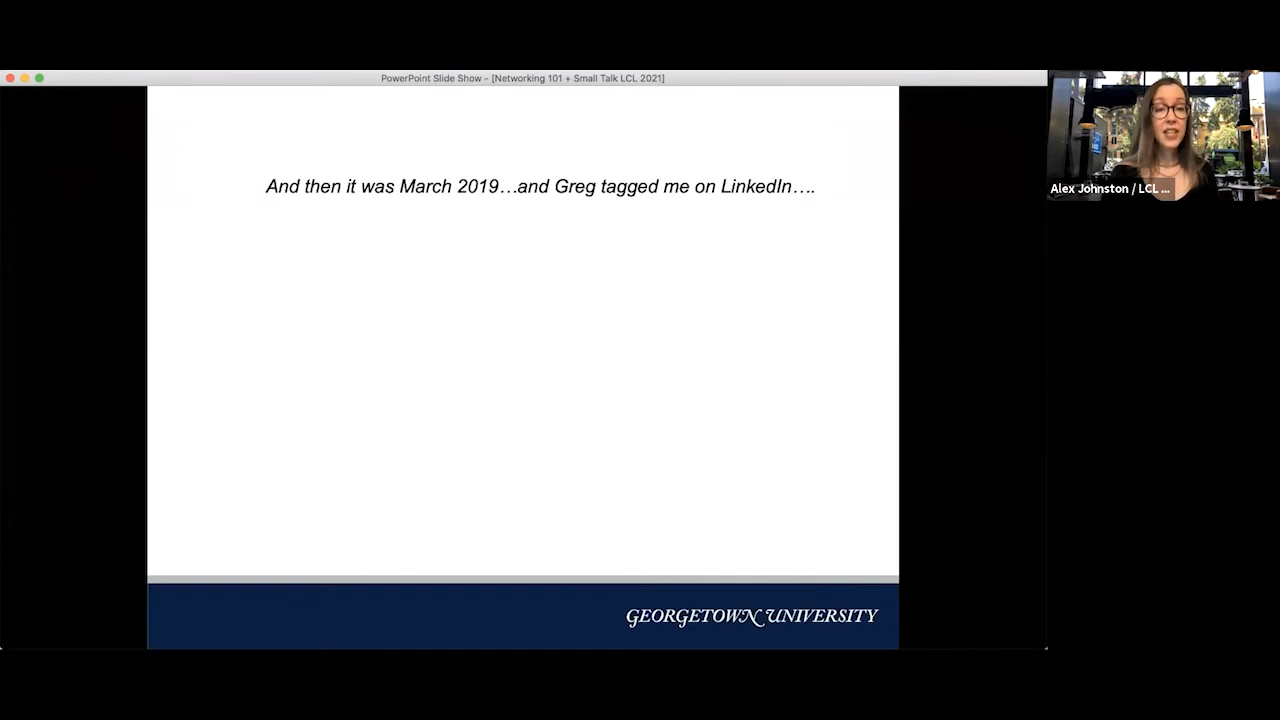 PowerPoint Slide Show - [Networking 101 + Small Talk LCL 2021]
And then it was March 2019…and Greg tagged me on LinkedIn….
Alex Johnston / LCL ...
GEORGETOWN UNIVERSITY